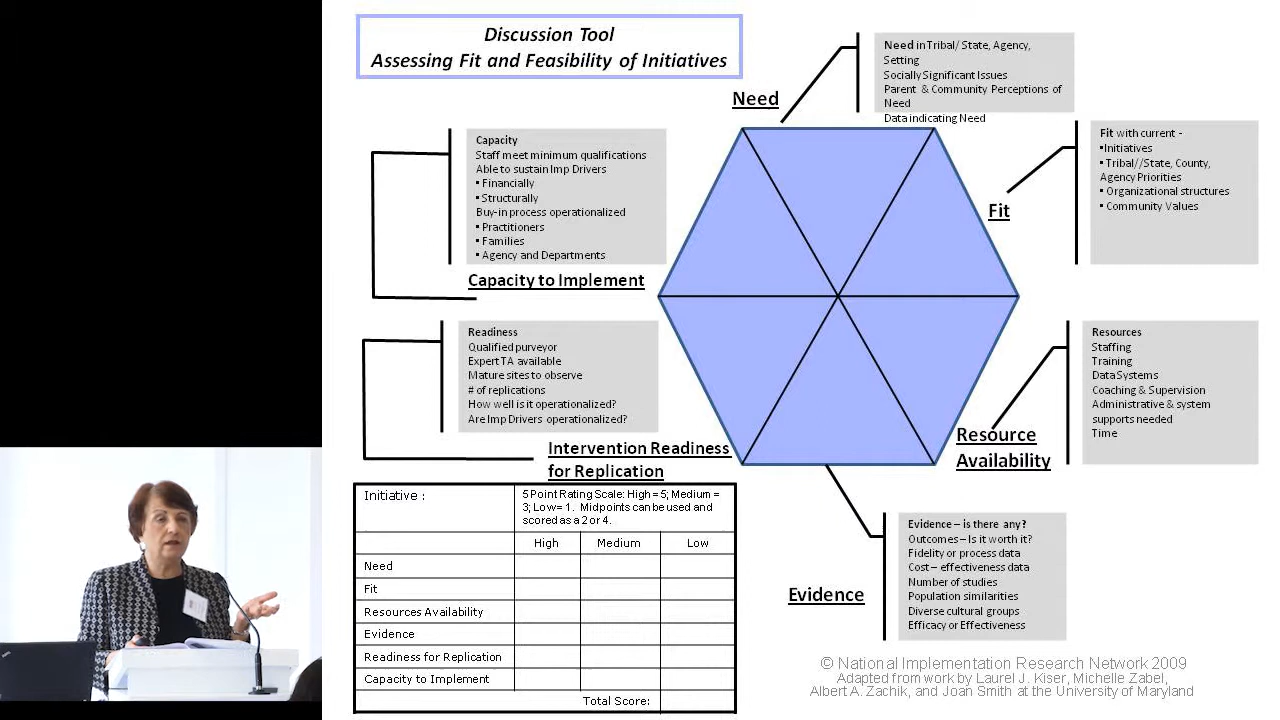 Discussion Tool
Assessing Fit and Feasibility of Initiatives
Need
Need in Tribal/ State, Agency,
Setting
Socially Significant Issues
Parent & Community Perceptions of
Need
Data indicating Need
Fit with current -
▪Initiatives
▪ Tribal//State, County,
Agency Priorities
▪ Organizational structures
▪ Community Values
Fit
Capacity
Staff meet minimum qualifications
Able to sustain Imp Drivers
▪ Financially
▪ Structurally
Buy-in process operationalized
▪ Practitioners
▪ Families
▪ Agency and Departments
Capacity to Implement
Readiness
Qualified purveyor
Expert TA available
Mature sites to observe
# of replications
How well is it operationalized?
Are Imp Drivers operationalized?
Intervention Readiness
for Replication
Resources
Staffing
Training
Data Systems
Coaching & Supervision
Administrative & system
supports needed
Time
Resource
Availability
Evidence – is there any?
Outcomes – Is it worth it?
Fidelity or process data
Cost – effectiveness data
Number of studies
Population similarities
Diverse cultural groups
Efficacy or Effectiveness
Evidence
Initiative :
5 Point Rating Scale: High = 5; Medium =
3; Low = 1. Midpoints can be used and
scored as a 2 or 4.
High Medium Low
Need
Fit
Resources Availability
Evidence
Readiness for Replication
Capacity to Implement
Total Score:
© National Implementation Research Network 2009
Adapted from work by Laurel J. Kiser, Michelle Zabel,
Albert A. Zachik, and Joan Smith at the University of Maryland